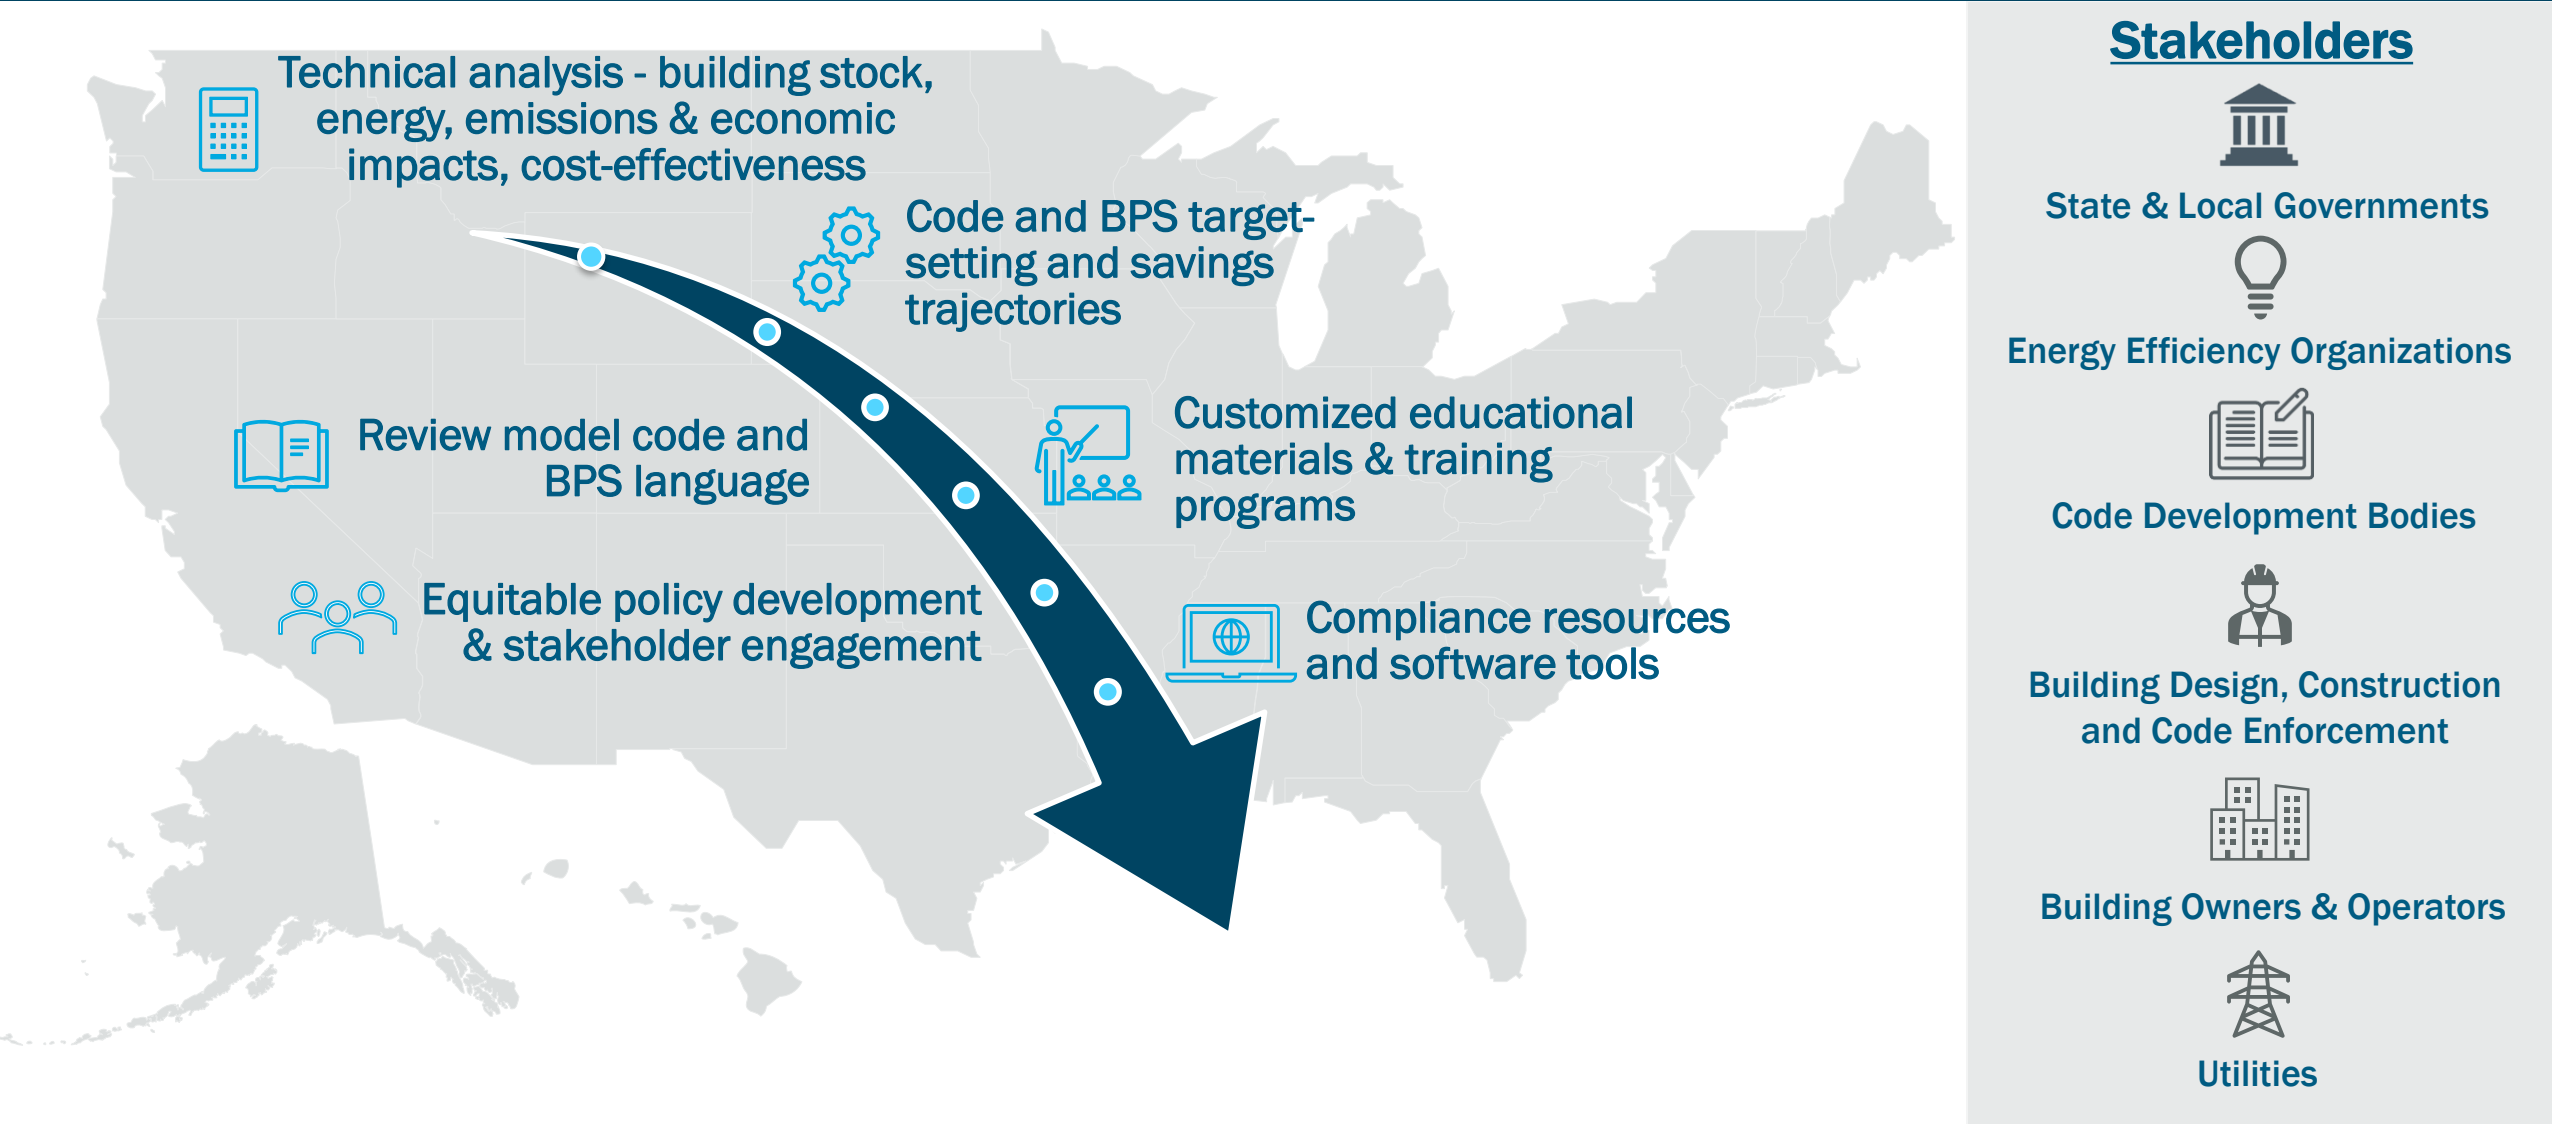 Technical analysis - building stock,
energy, emissions & economic
impacts, cost-effectiveness
Code and BPS target-
setting and savings
trajectories
Review model code and
BPS language
Customized educational
materials & training
programs
Equitable policy development
& stakeholder engagement
Compliance resources
and software tools
Stakeholders
State & Local Governments
Energy Efficiency Organizations
Code Development Bodies
Building Design, Construction
and Code Enforcement
Building Owners & Operators
Utilities